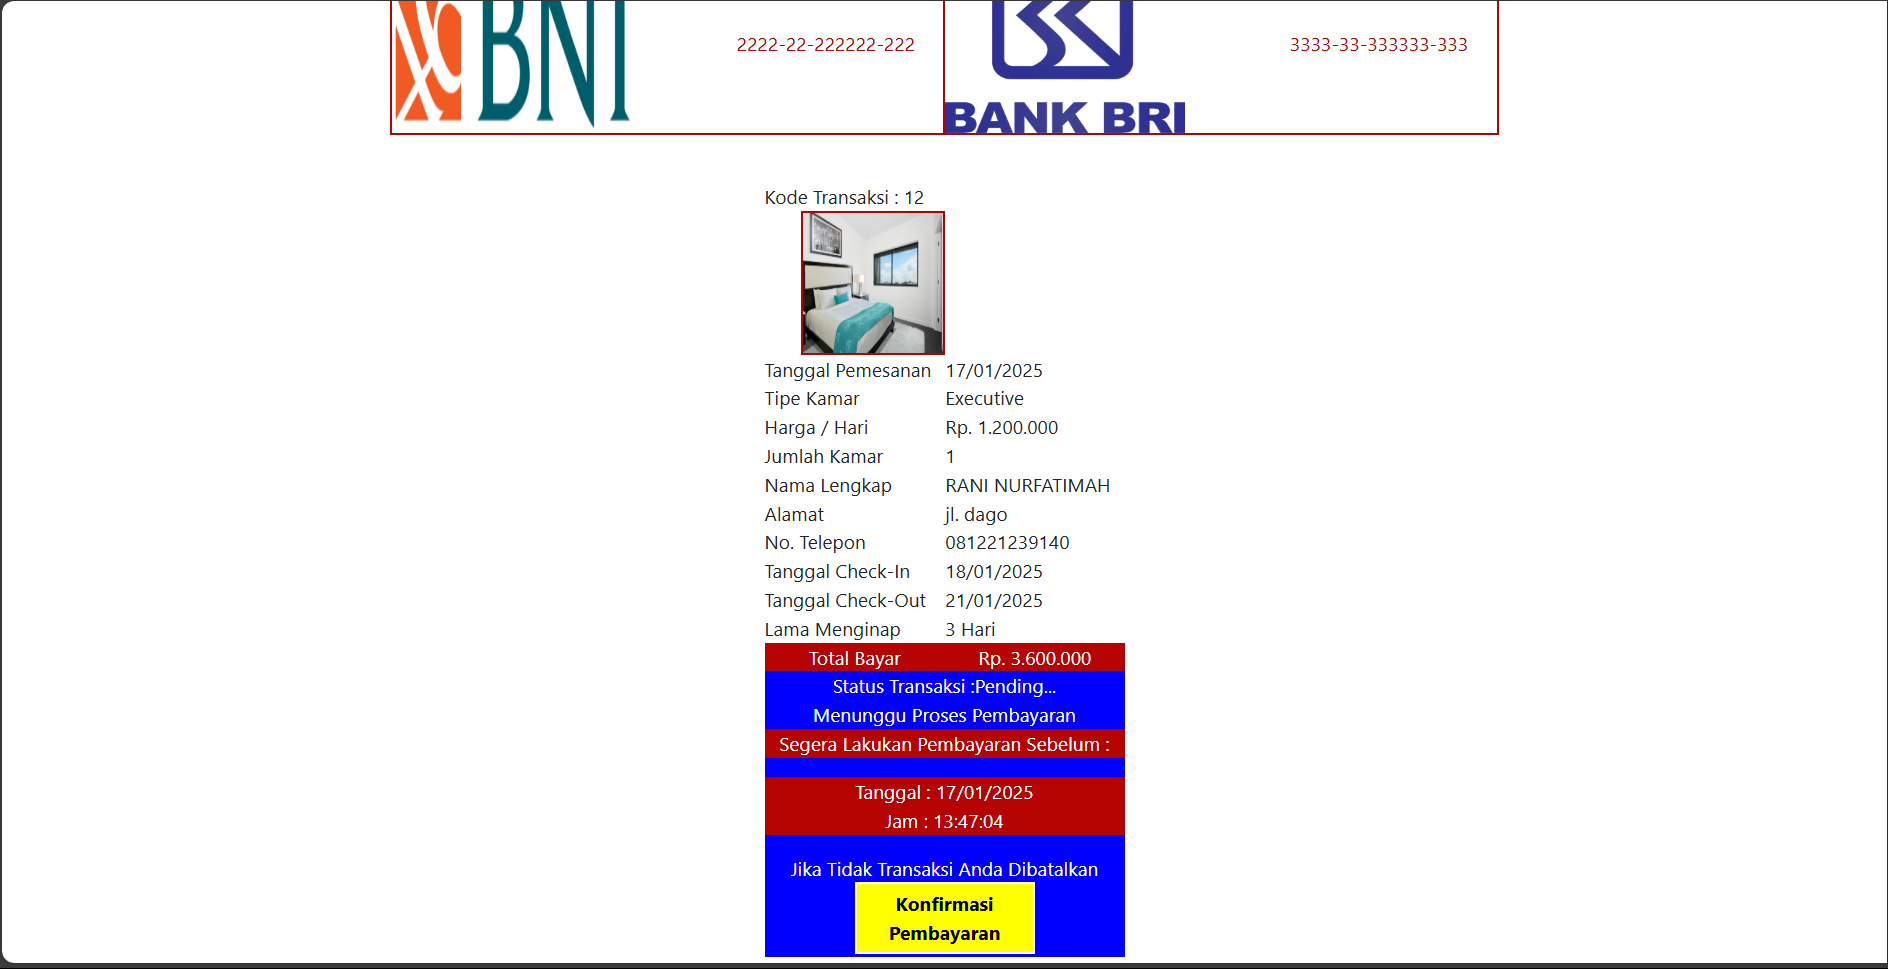 BNI
2222-22-222222-222
BANK BRI
3333-33-333333-333
Kode Transaksi : 12
Tanggal Pemesanan 17/01/2025
Tipe Kamar Executive
Harga / Hari Rp. 1.200.000
Jumlah Kamar 1
Nama Lengkap RANI NURFATIMAH
Alamat jl. dago
No. Telepon 081221239140
Tanggal Check-In 18/01/2025
Tanggal Check-Out 21/01/2025
Lama Menginap 3 Hari
Total Bayar Rp. 3.600.000
Status Transaksi :Pending...
Menunggu Proses Pembayaran
Segera Lakukan Pembayaran Sebelum :
Tanggal : 17/01/2025
Jam : 13:47:04
Jika Tidak Transaksi Anda Dibatalkan
Konfirmasi
Pembayaran